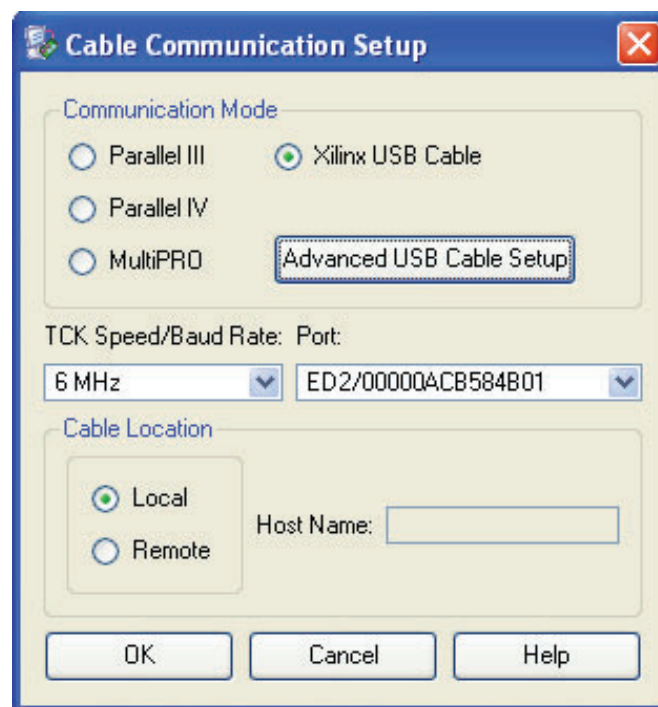 Cable Communication Setup
Communication Mode
Parallel III
Xilinx USB Cable
Parallel IV
MultiPRO
Advanced USB Cable Setup
TCK Speed/Baud Rate: Port:
6 MHz
ED2/00000ACB584B01
Cable Location
Local
Remote
Host Name:
OK
Cancel
Help